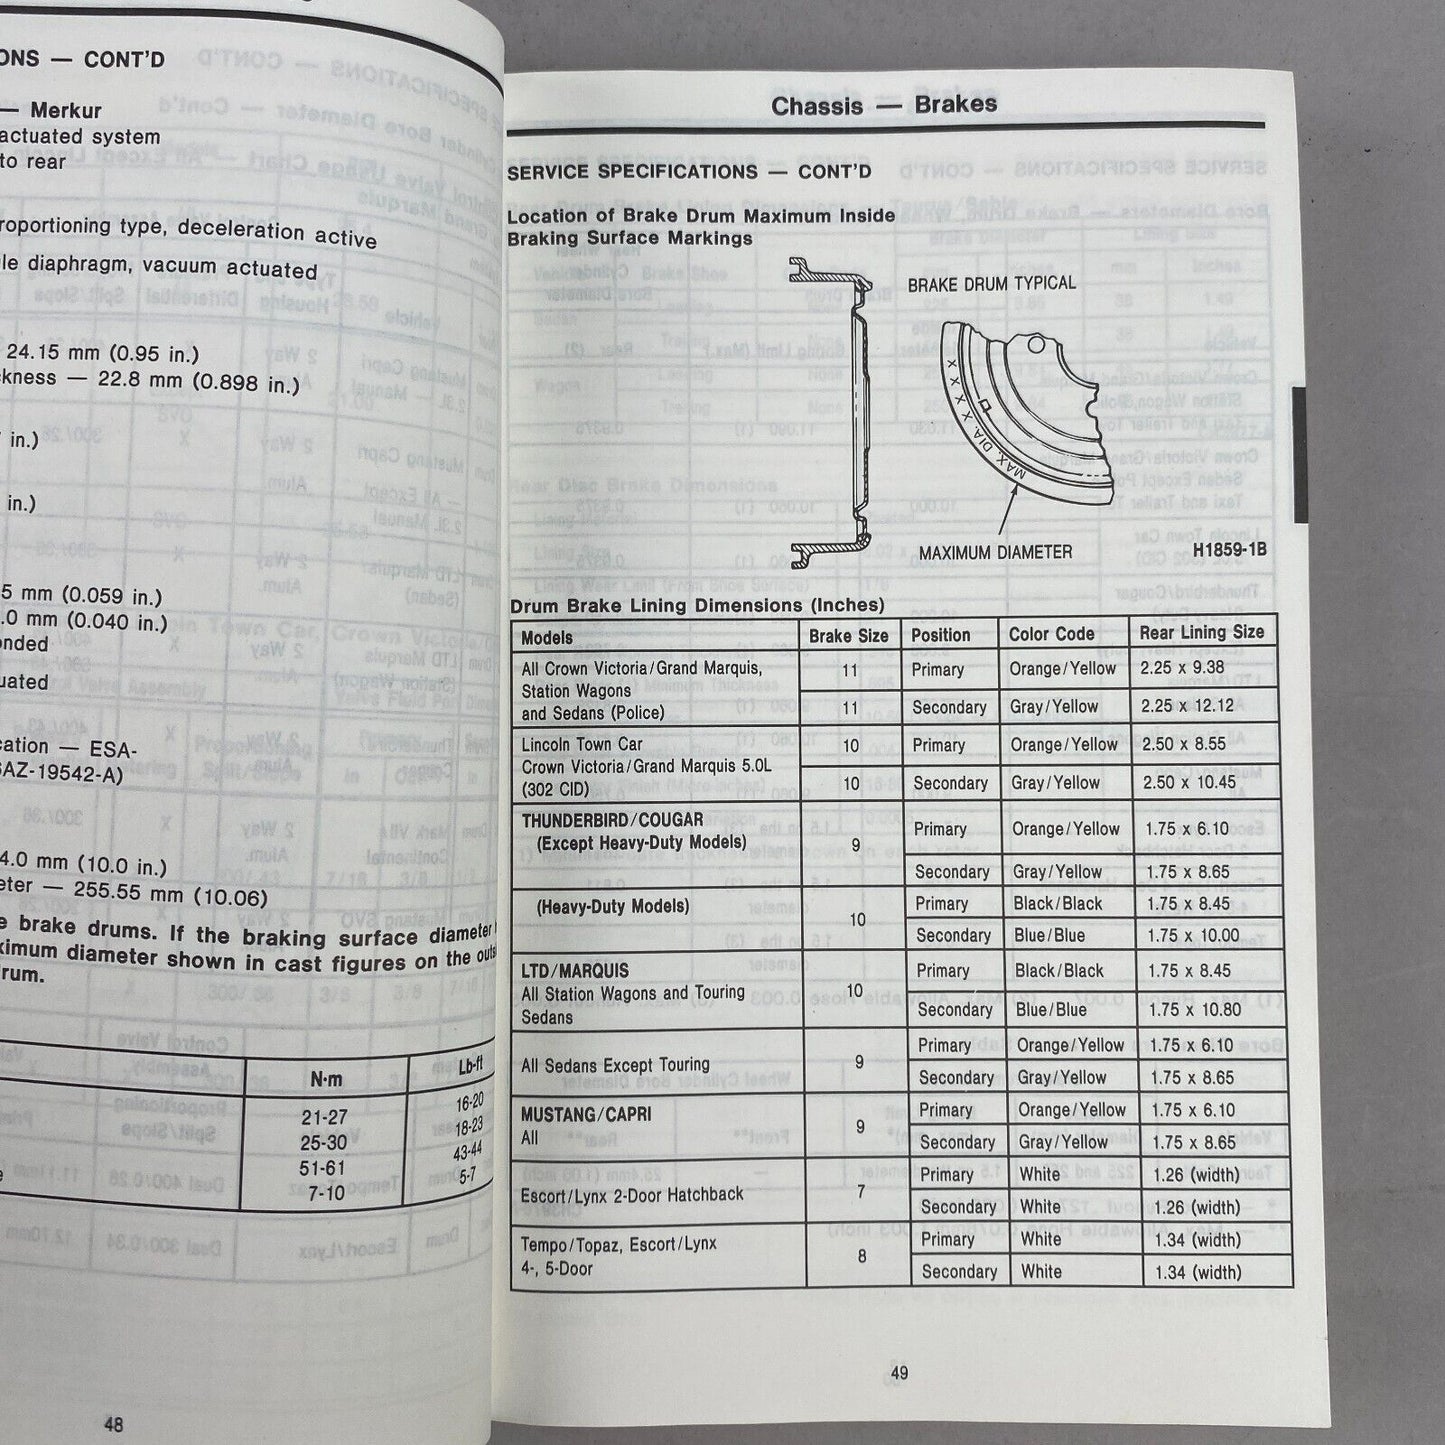 ONS — CONT'D
— Merkur
actuated system
to rear
roportioning type, deceleration active
le diaphragm, vacuum actuated
24.15 mm (0.95 in.)
kness — 22.8 mm (0.898 in.)
in.)
in.)
5 mm (0.059 in.)
.0 mm (0.040 in.)
onded
uated
cation — ESA-
SAZ-19542-A)
4.0 mm (10.0 in.)
eter — 255.55 mm (10.06)
e brake drums. If the braking surface diameter
ximum diameter shown in cast figures on the
rum.
N·m Lb-ft
21-27 16-20
25-30 18-23
51-61 43-44
7-10 5-7
48
Chassis — Brakes
SERVICE SPECIFICATIONS — CONT'D
Location of Brake Drum Maximum Inside
Braking Surface Markings
BRAKE DRUM TYPICAL
MAX. DIA. X X X X X
MAXIMUM DIAMETER
H1859-1B
Drum Brake Lining Dimensions (Inches)
Models Brake Size Position Color Code Rear Lining Size
All Crown Victoria/Grand Marquis, 11 Primary Orange/Yellow 2.25 x 9.38
Station Wagons
and Sedans (Police) 11 Secondary Gray/Yellow 2.25 x 12.12
Lincoln Town Car 10 Primary Orange/Yellow 2.50 x 8.55
Crown Victoria/Grand Marquis 5.0L
(302 CID) 10 Secondary Gray/Yellow 2.50 x 10.45
THUNDERBIRD/COUGAR
(Except Heavy-Duty Models) 9 Primary Orange/Yellow 1.75 x 6.10
Secondary Gray/Yellow 1.75 x 8.65
(Heavy-Duty Models) 10 Primary Black/Black 1.75 x 8.45
Secondary Blue/Blue 1.75 x 10.00
LTD/MARQUIS Primary Black/Black 1.75 x 8.45
All Station Wagons and Touring 10
Sedans Secondary Blue/Blue 1.75 x 10.80
Primary Orange/Yellow 1.75 x 6.10
All Sedans Except Touring 9
Secondary Gray/Yellow 1.75 x 8.65
MUSTANG/CAPRI Primary Orange/Yellow 1.75 x 6.10
All 9 Secondary Gray/Yellow 1.75 x 8.65
Primary White 1.26 (width)
Escort/Lynx 2-Door Hatchback 7
Secondary White 1.26 (width)
Tempo/Topaz, Escort/Lynx Primary White 1.34 (width)
4-, 5-Door 8 Secondary White 1.34 (width)
49